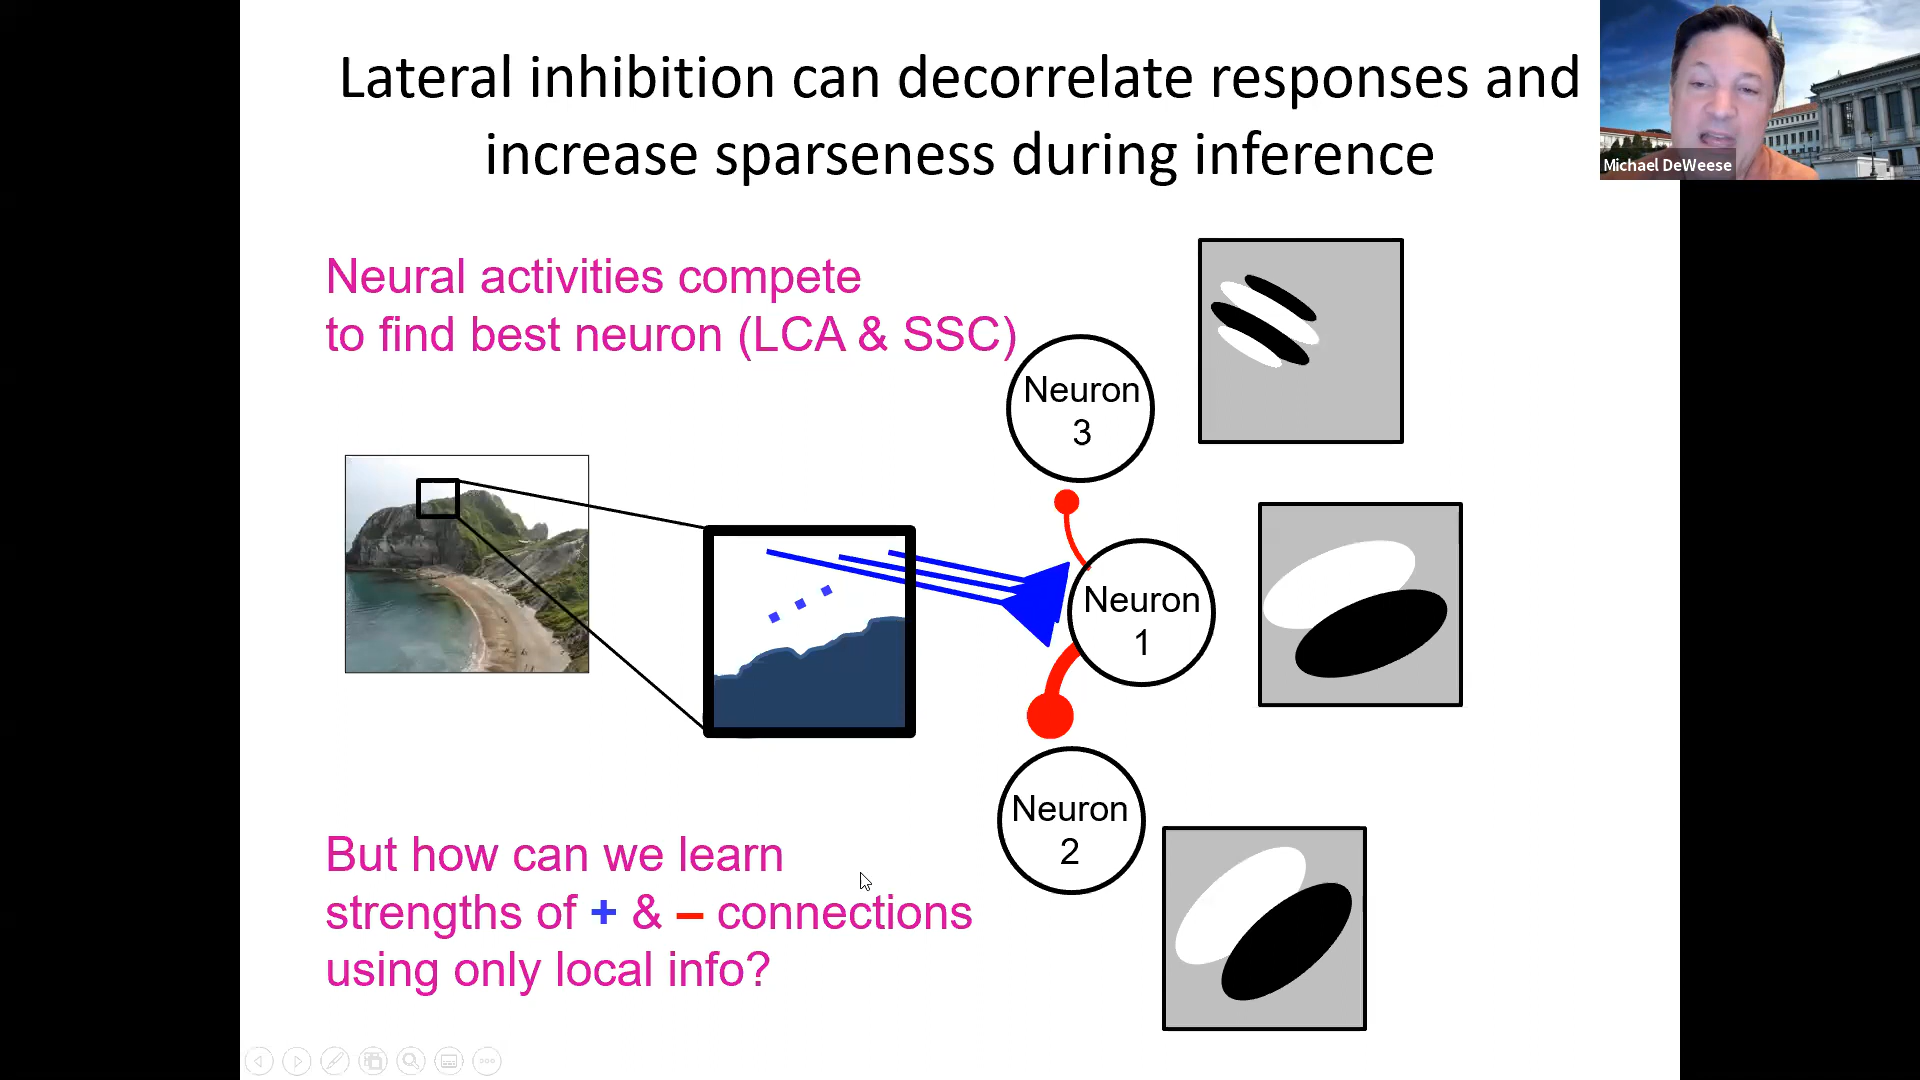 Lateral inhibition can decorrelate responses and
increase sparseness during inference
Michael DeWeese
Neural activities compete
to find best neuron (LCA & SSC)
Neuron
3
Neuron
1
Neuron
2
But how can we learn
strengths of + & – connections
using only local info?